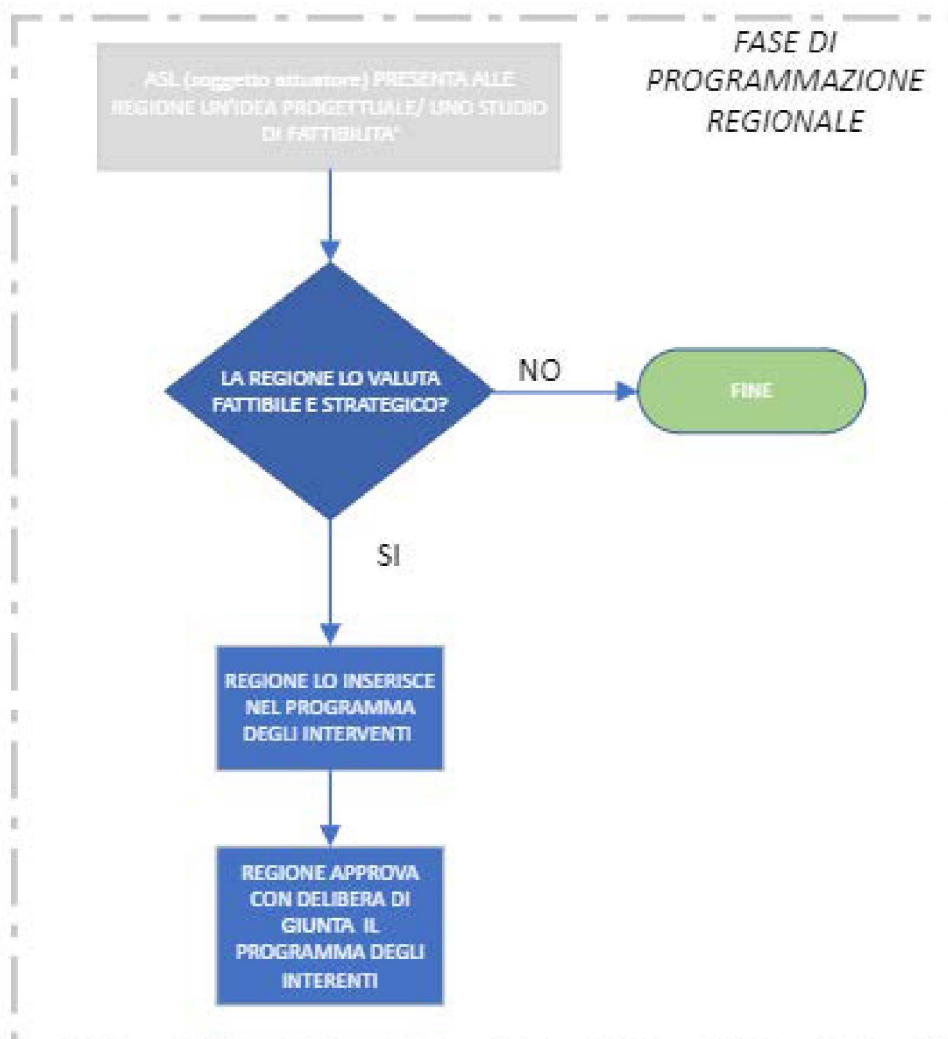 FASE DI
PROGRAMMAZIONE
REGIONALE
ASL (soggetto attuatore) PRESENTA ALLE
REGIONE UN'IDEA PROGETTUALE/ UNO STUDIO
DI FATTIBILITA'
LA REGIONE LO VALUTA
FATTIBILE E STRATEGICO?
NO
FINE
SI
REGIONE LO INSERISCE
NEL PROGRAMMA
DEGLI INTERVENTI
REGIONE APPROVA
CON DELIBERA DI
GIUNTA IL
PROGRAMMA DEGLI
INTERENTI